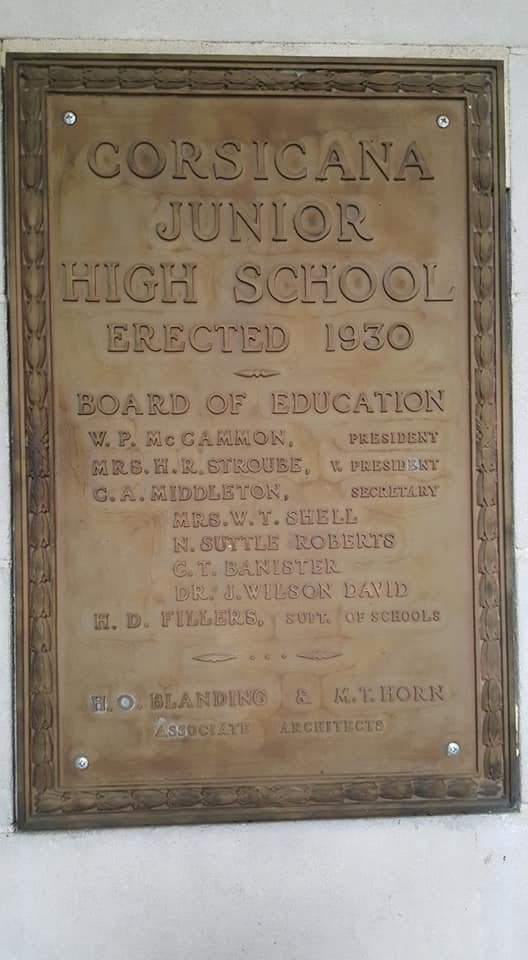 CORSICANA
JUNIOR
HIGH SCHOOL
ERECTED 1930
BOARD OF EDUCATION
W. P. McCAMMON, PRESIDENT
MRS. H. R. STROUBE, V. PRESIDENT
C. A. MIDDLETON, SECRETARY
MRS. W. T. SHELL
N. SUTTLE ROBERTS
C. T. BANISTER
DR. J. WILSON DAVID
H. D. FILLERS, SUPT. OF SCHOOLS
H. O. BLANDING & M. T. HORN
ASSOCIATE ARCHITECTS